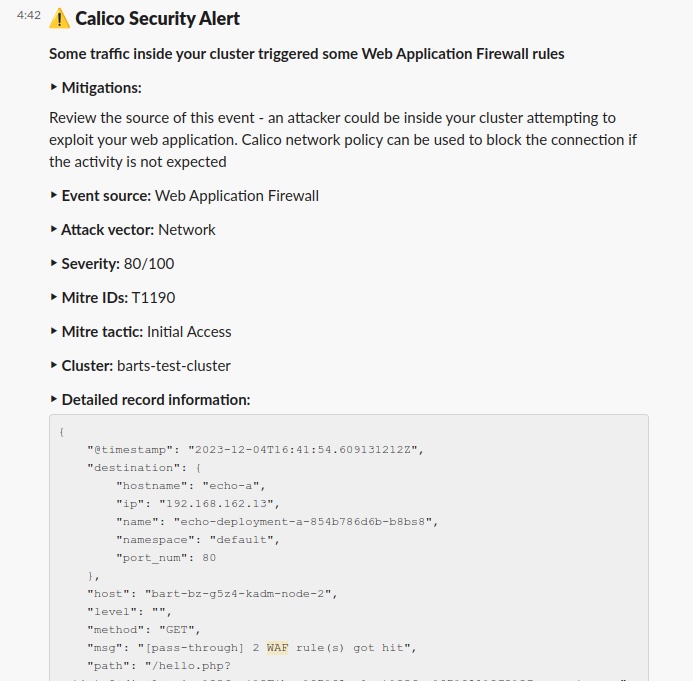 4:42 ⚠️ Calico Security Alert
Some traffic inside your cluster triggered some Web Application Firewall rules
‣ Mitigations:
Review the source of this event - an attacker could be inside your cluster attempting to
exploit your web application. Calico network policy can be used to block the connection if
the activity is not expected
‣ Event source: Web Application Firewall
‣ Attack vector: Network
‣ Severity: 80/100
‣ Mitre IDs: T1190
‣ Mitre tactic: Initial Access
‣ Cluster: barts-test-cluster
‣ Detailed record information:
{
    "@timestamp": "2023-12-04T16:41:54.609131212Z",
    "destination": {
        "hostname": "echo-a",
        "ip": "192.168.162.13",
        "name": "echo-deployment-a-854b786d6b-b8bs8",
        "namespace": "default",
        "port_num": 80
    },
    "host": "bart-bz-g5z4-kadm-node-2",
    "level": "",
    "method": "GET",
    "msg": "[pass-through] 2 WAF rule(s) got hit",
    "path": "/hello.php?